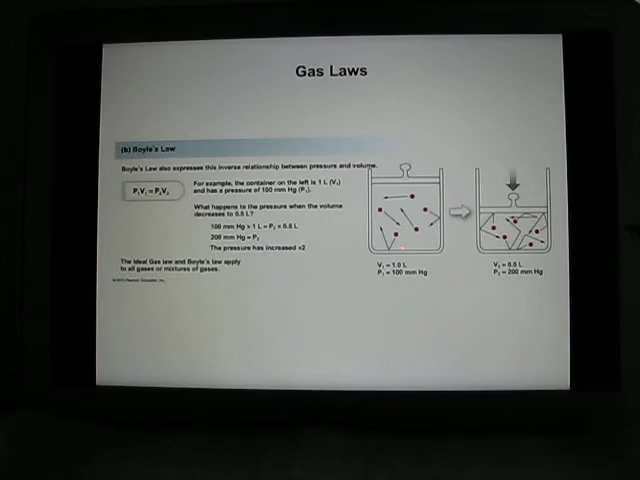 Gas Laws
(b) Boyle's Law
Boyle's Law also expresses this inverse relationship between pressure and volume.
P₁V₁ = P₂V₂
For example, the container on the left is 1 L (V₁)
and has a pressure of 100 mm Hg (P₁).
What happens to the pressure when the volume
decreases to 0.5 L?
100 mm Hg × 1 L = P₂ × 0.5 L
200 mm Hg = P₂
The pressure has increased ×2
The Ideal Gas law and Boyle's law apply
to all gases or mixtures of gases.
© 2013 Pearson Education, Inc.
V₁ = 1.0 L
P₁ = 100 mm Hg
V₂ = 0.5 L
P₂ = 200 mm Hg